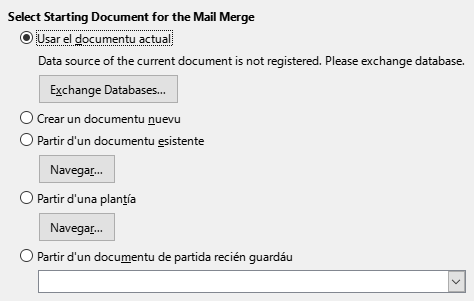 Select Starting Document for the Mail Merge
Usar el documentu actual
Data source of the current document is not registered. Please exchange database.
Exchange Databases...
Crear un documentu nuevu
Partir d'un documentu esistente
Navegar...
Partir d'una plantía
Navegar...
Partir d'un documentu de partida recién guardáu